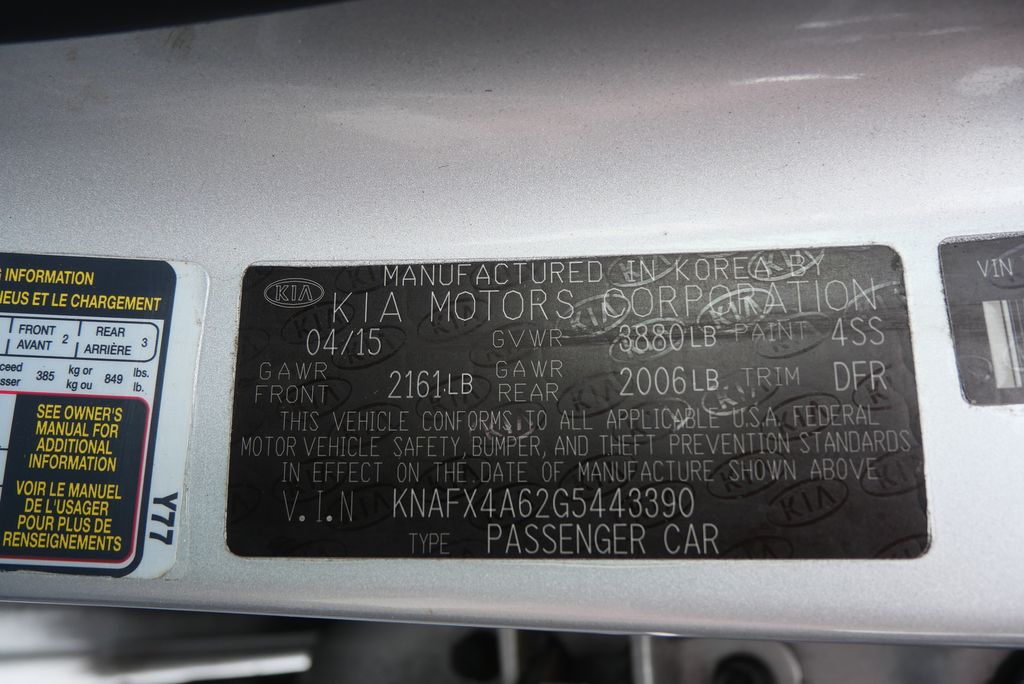 INFORMATION
NEUS ET LE CHARGEMENT
FRONT
AVANT 2
REAR
ARRIÈRE 3
385 kg or
kg ou 849 lbs.
lb.
SEE OWNER'S
MANUAL FOR
ADDITIONAL
INFORMATION
VOIR LE MANUEL
DE L'USAGER
POUR PLUS DE
RENSEIGNEMENTS
Y77
KIA
MANUFACTURED IN KOREA BY
KIA MOTORS CORPORATION
04/15 GVWR 3880LB PAINT 4SS
GAWR
FRONT 2161LB GAWR
REAR 2006LB TRIM DFR
THIS VEHICLE CONFORMS TO ALL APPLICABLE U.S.A. FEDERAL
MOTOR VEHICLE SAFETY BUMPER, AND THEFT PREVENTION STANDARDS
IN EFFECT ON THE DATE OF MANUFACTURE SHOWN ABOVE
V.I.N KNAFX4A62G5443390
TYPE PASSENGER CAR
VIN